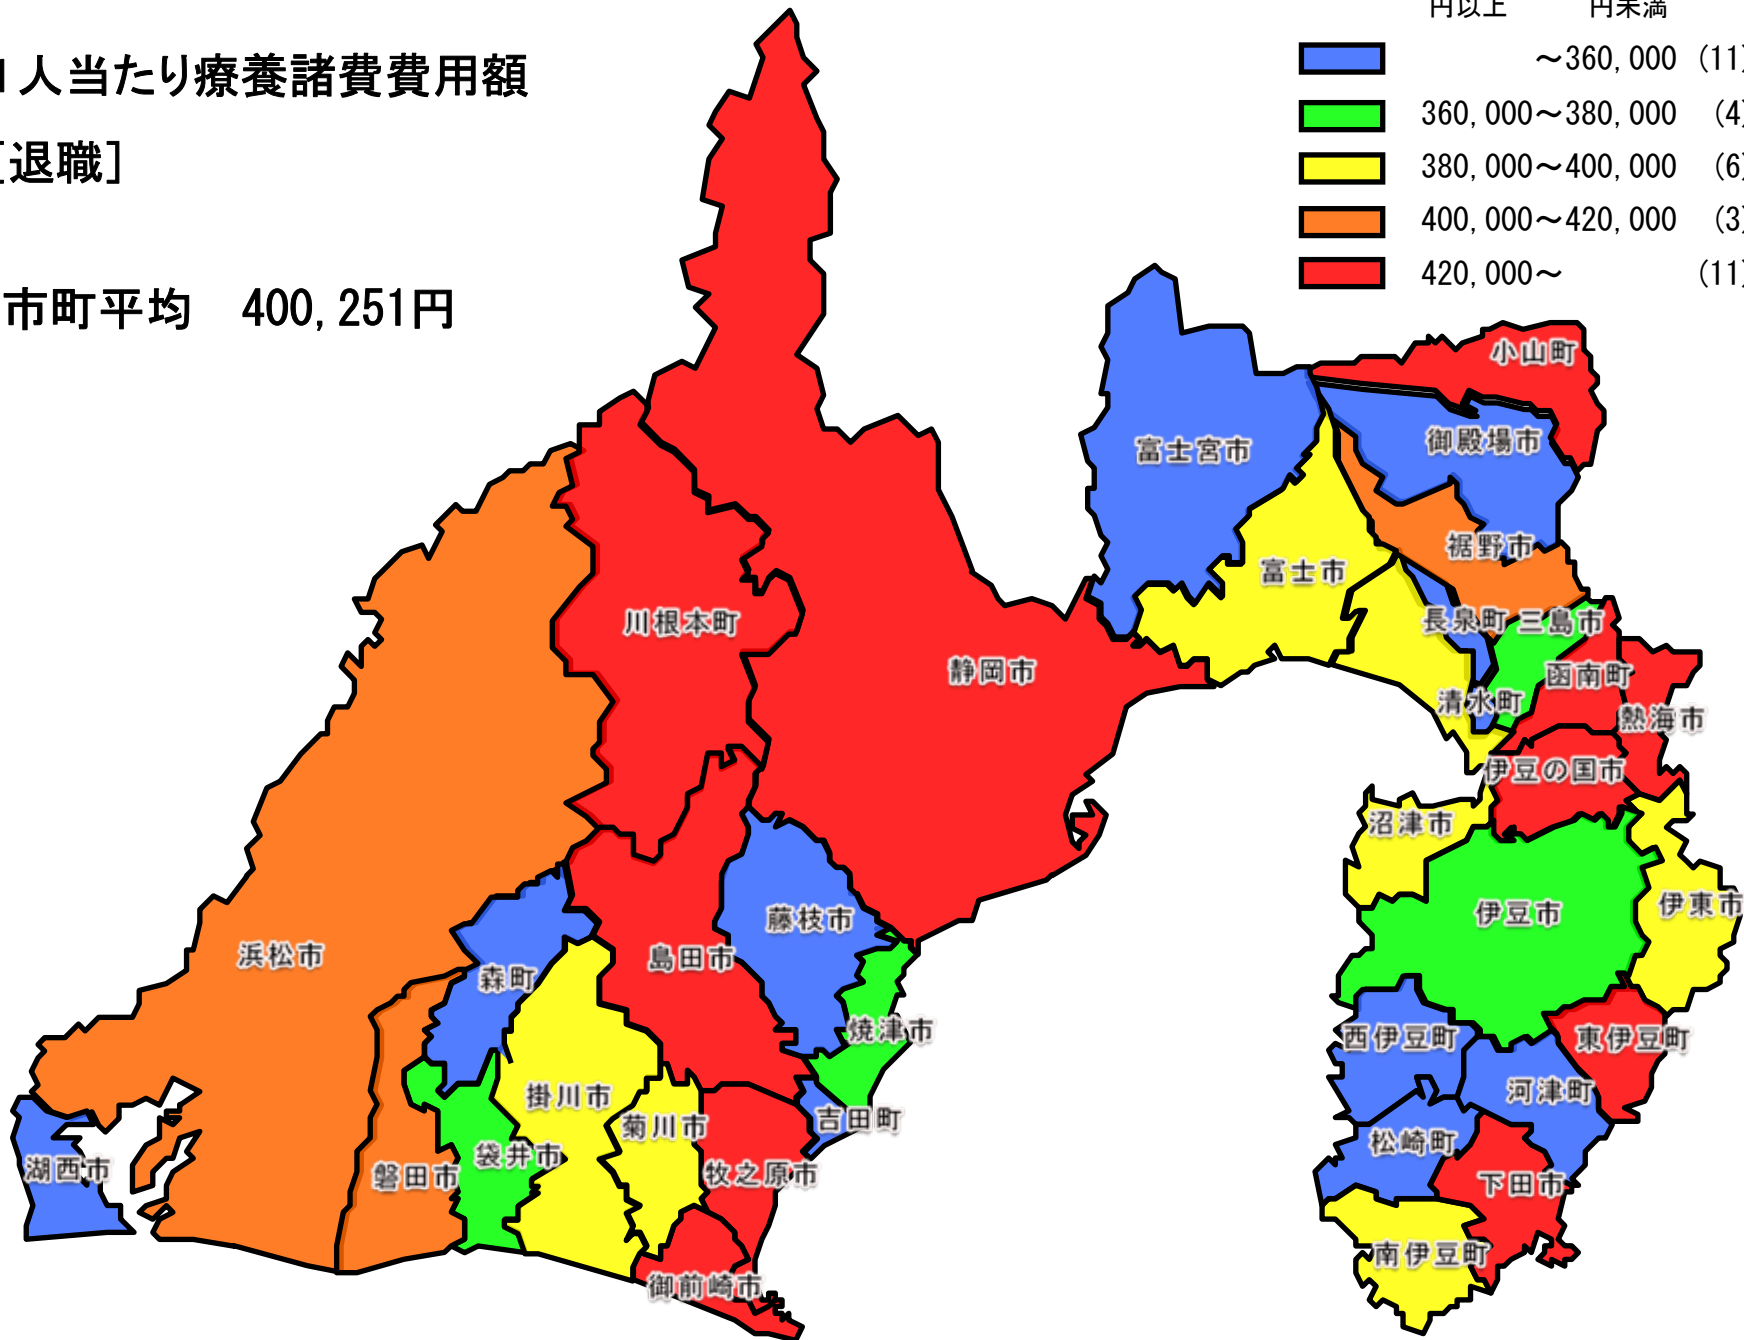 円以上 円未満
1人当たり療養諸費費用額
～360,000 (11)
360,000～380,000 (4)
[退職]
380,000～400,000 (6)
400,000～420,000 (3)
420,000～ (11)
市町平均 400,251円
小山町
御殿場市
富士宮市
裾野市
富士市
長泉町
三島市
川根本町
静岡市
函南町
清水町
熱海市
伊豆の国市
沼津市
伊東市
伊豆市
藤枝市
浜松市
島田市
森町
焼津市
西伊豆町
東伊豆町
河津町
掛川市
吉田町
菊川市
松崎町
袋井市
湖西市
磐田市
牧之原市
下田市
南伊豆町
御前崎市